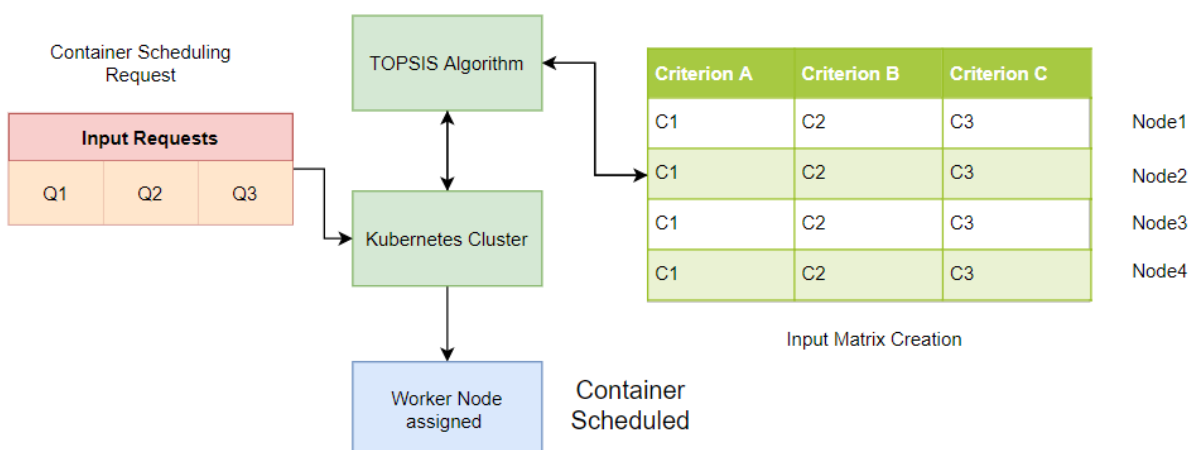 Container Scheduling
Request
Input Requests
Q1 Q2 Q3
TOPSIS Algorithm
Kubernetes Cluster
Worker Node
assigned
Container
Scheduled
Criterion A Criterion B Criterion C
C1 C2 C3 Node1
C1 C2 C3 Node2
C1 C2 C3 Node3
C1 C2 C3 Node4
Input Matrix Creation